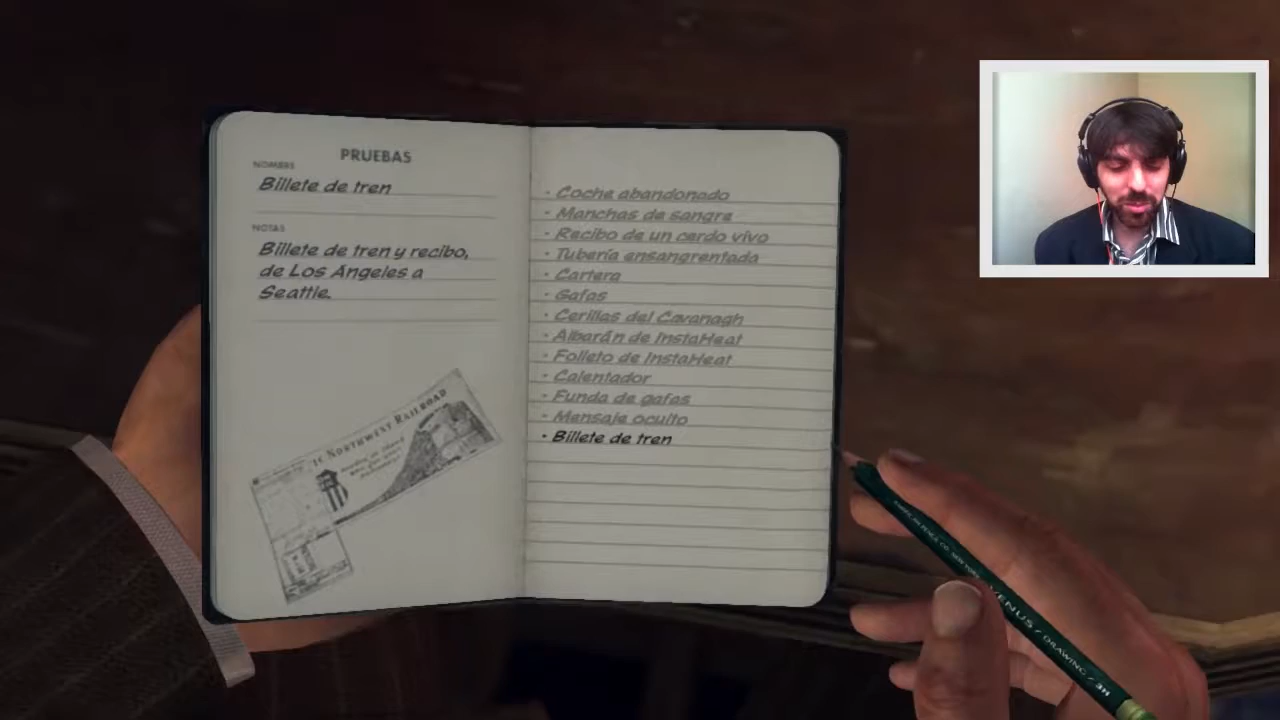 PRUEBAS
NOMBRE
Billete de tren
NOTAS
Billete de tren y recibo,
de Los Ángeles a
Seattle.
NORTHWEST RAILROAD
- Coche abandonado
- Manchas de sangre
- Recibo de un cerdo vivo
- Tubería ensangrentada
- Cartera
- Gafas
- Cerillas del Cavanagh
- Albarán de InstaHeat
- Folleto de InstaHeat
- Calentador
- Funda de gafas
- Mensaje oculto
- Billete de tren
VENUS / DRAWING / 3H